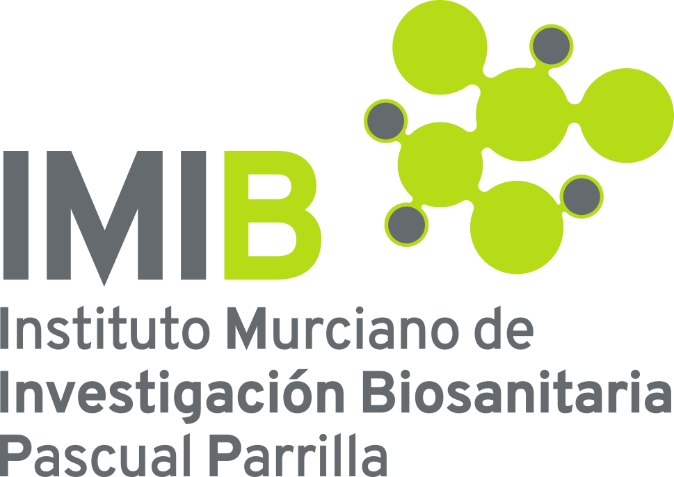 IMIB
Instituto Murciano de
Investigación Biosanitaria
Pascual Parrilla